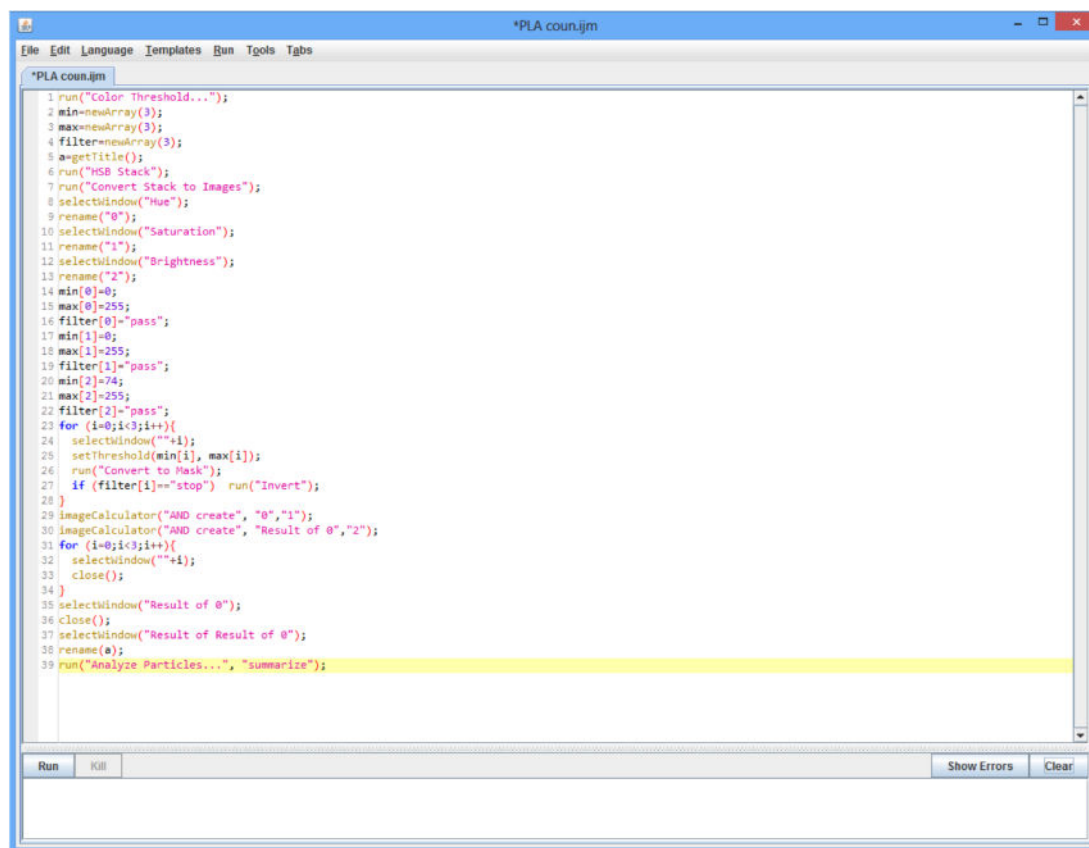 *PLA coun.ijm
File Edit Language Templates Run Tools Tabs
*PLA coun.ijm
1 run("Color Threshold...");
2 min=newArray(3);
3 max=newArray(3);
4 filter=newArray(3);
5 a=getTitle();
6 run("HSB Stack");
7 run("Convert Stack to Images");
8 selectWindow("Hue");
9 rename("0");
10 selectWindow("Saturation");
11 rename("1");
12 selectWindow("Brightness");
13 rename("2");
14 min[0]=0;
15 max[0]=255;
16 filter[0]="pass";
17 min[1]=0;
18 max[1]=255;
19 filter[1]="pass";
20 min[2]=74;
21 max[2]=255;
22 filter[2]="pass";
23 for (i=0;i<3;i++){
24   selectWindow(""+i);
25   setThreshold(min[i], max[i]);
26   run("Convert to Mask");
27   if (filter[i]=="stop")  run("Invert");
28 }
29 imageCalculator("AND create", "0","1");
30 imageCalculator("AND create", "Result of 0","2");
31 for (i=0;i<3;i++){
32   selectWindow(""+i);
33   close();
34 }
35 selectWindow("Result of 0");
36 close();
37 selectWindow("Result of Result of 0");
38 rename(a);
39 run("Analyze Particles...", "summarize");
Run Kill Show Errors Clear